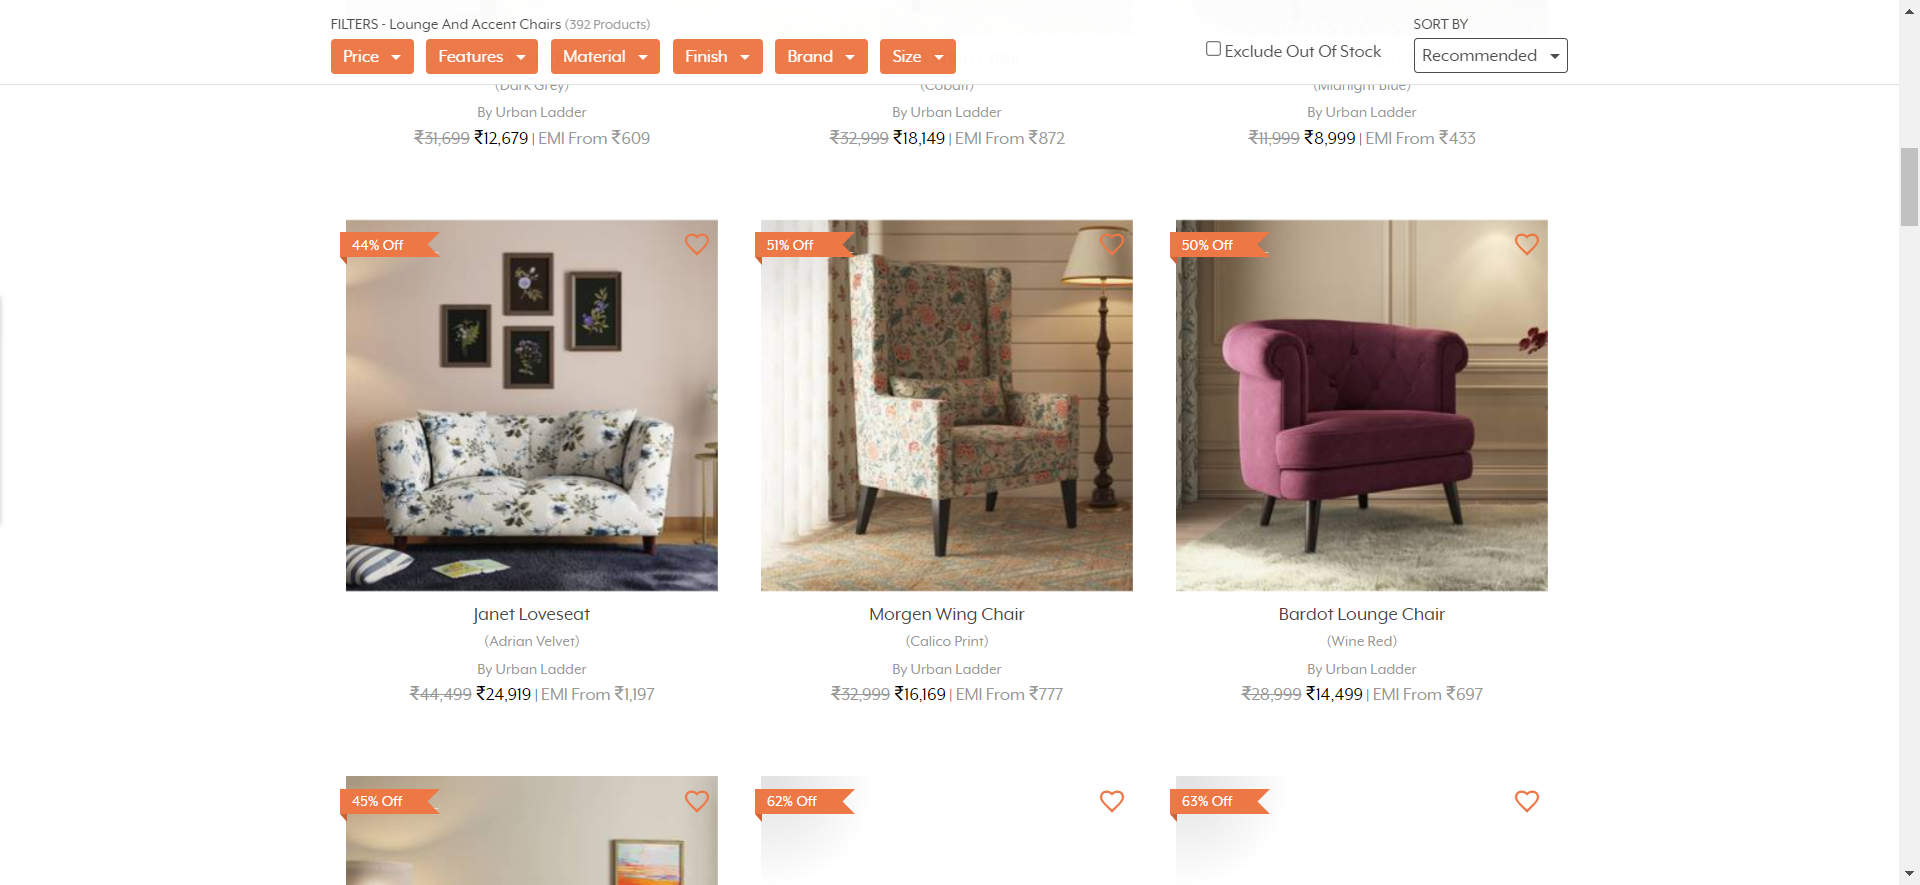 FILTERS - Lounge And Accent Chairs (392 Products)
Price
Features
Material
Finish
Brand
Size
Exclude Out Of Stock
SORT BY
Recommended
(Dark Grey)
By Urban Ladder
₹31,699 ₹12,679 | EMI From ₹609
(Cobalt)
By Urban Ladder
₹32,999 ₹18,149 | EMI From ₹872
(Midnight Blue)
By Urban Ladder
₹11,999 ₹8,999 | EMI From ₹433
44% Off
Janet Loveseat
(Adrian Velvet)
By Urban Ladder
₹44,499 ₹24,919 | EMI From ₹1,197
51% Off
Morgen Wing Chair
(Calico Print)
By Urban Ladder
₹32,999 ₹16,169 | EMI From ₹777
50% Off
Bardot Lounge Chair
(Wine Red)
By Urban Ladder
₹28,999 ₹14,499 | EMI From ₹697
45% Off
62% Off
63% Off